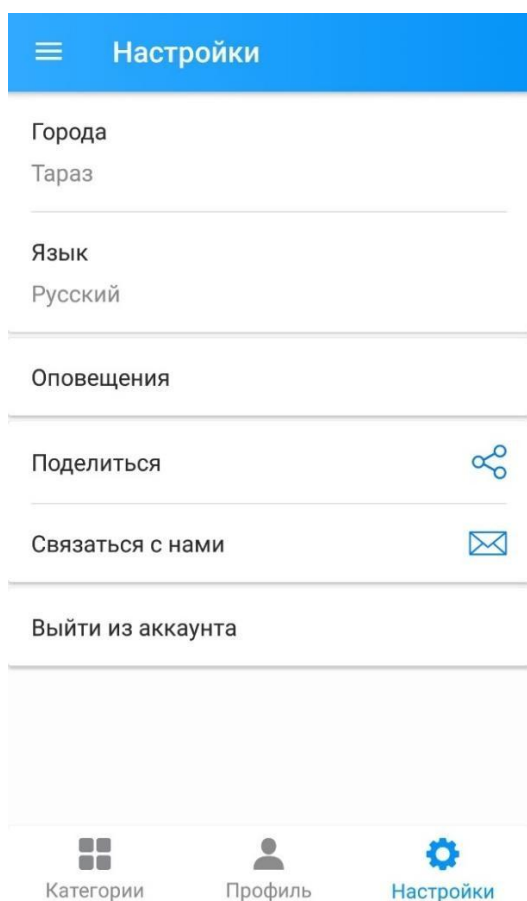 Настройки
Города
Тараз
Язык
Русский
Оповещения
Поделиться
Связаться с нами
Выйти из аккаунта
Категории Профиль Настройки